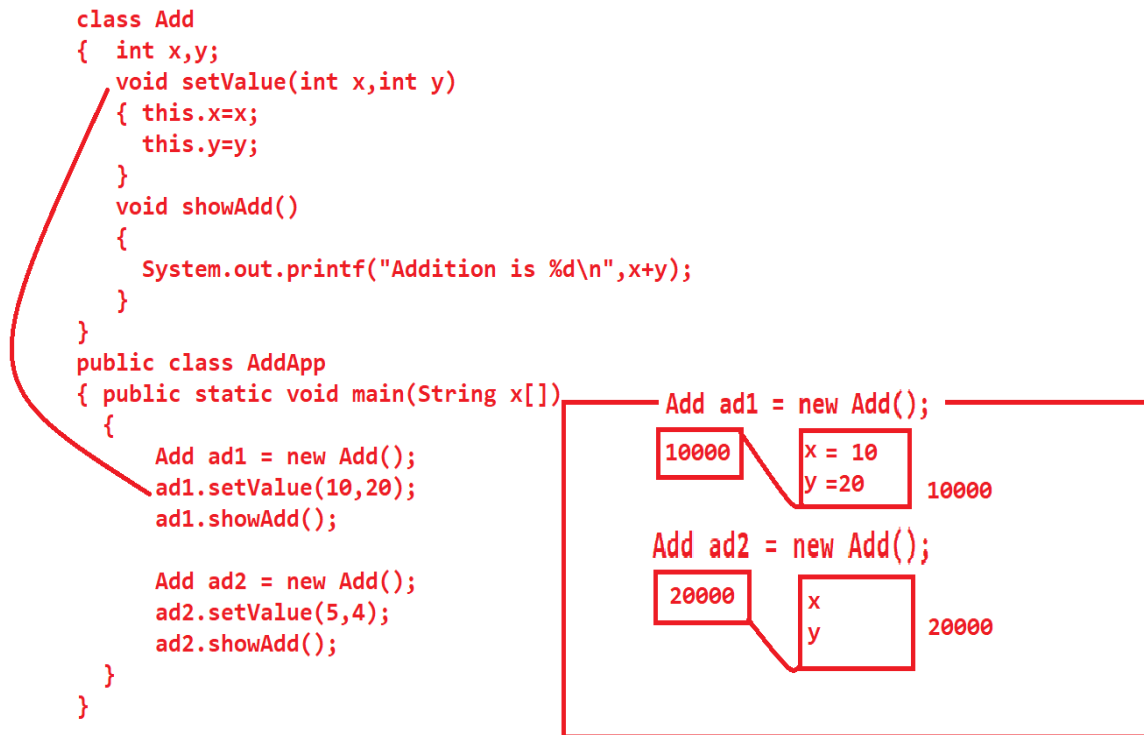 class Add
{  int x,y;
   void setValue(int x,int y)
   { this.x=x;
     this.y=y;
   }
   void showAdd()
   {
     System.out.printf("Addition is %d\n",x+y);
   }
}
public class AddApp
{ public static void main(String x[])
  {
      Add ad1 = new Add();
      ad1.setValue(10,20);
      ad1.showAdd();

      Add ad2 = new Add();
      ad2.setValue(5,4);
      ad2.showAdd();
  }
}
Add ad1 = new Add();
10000
x = 10
y =20
10000
Add ad2 = new Add();
20000
x
y
20000